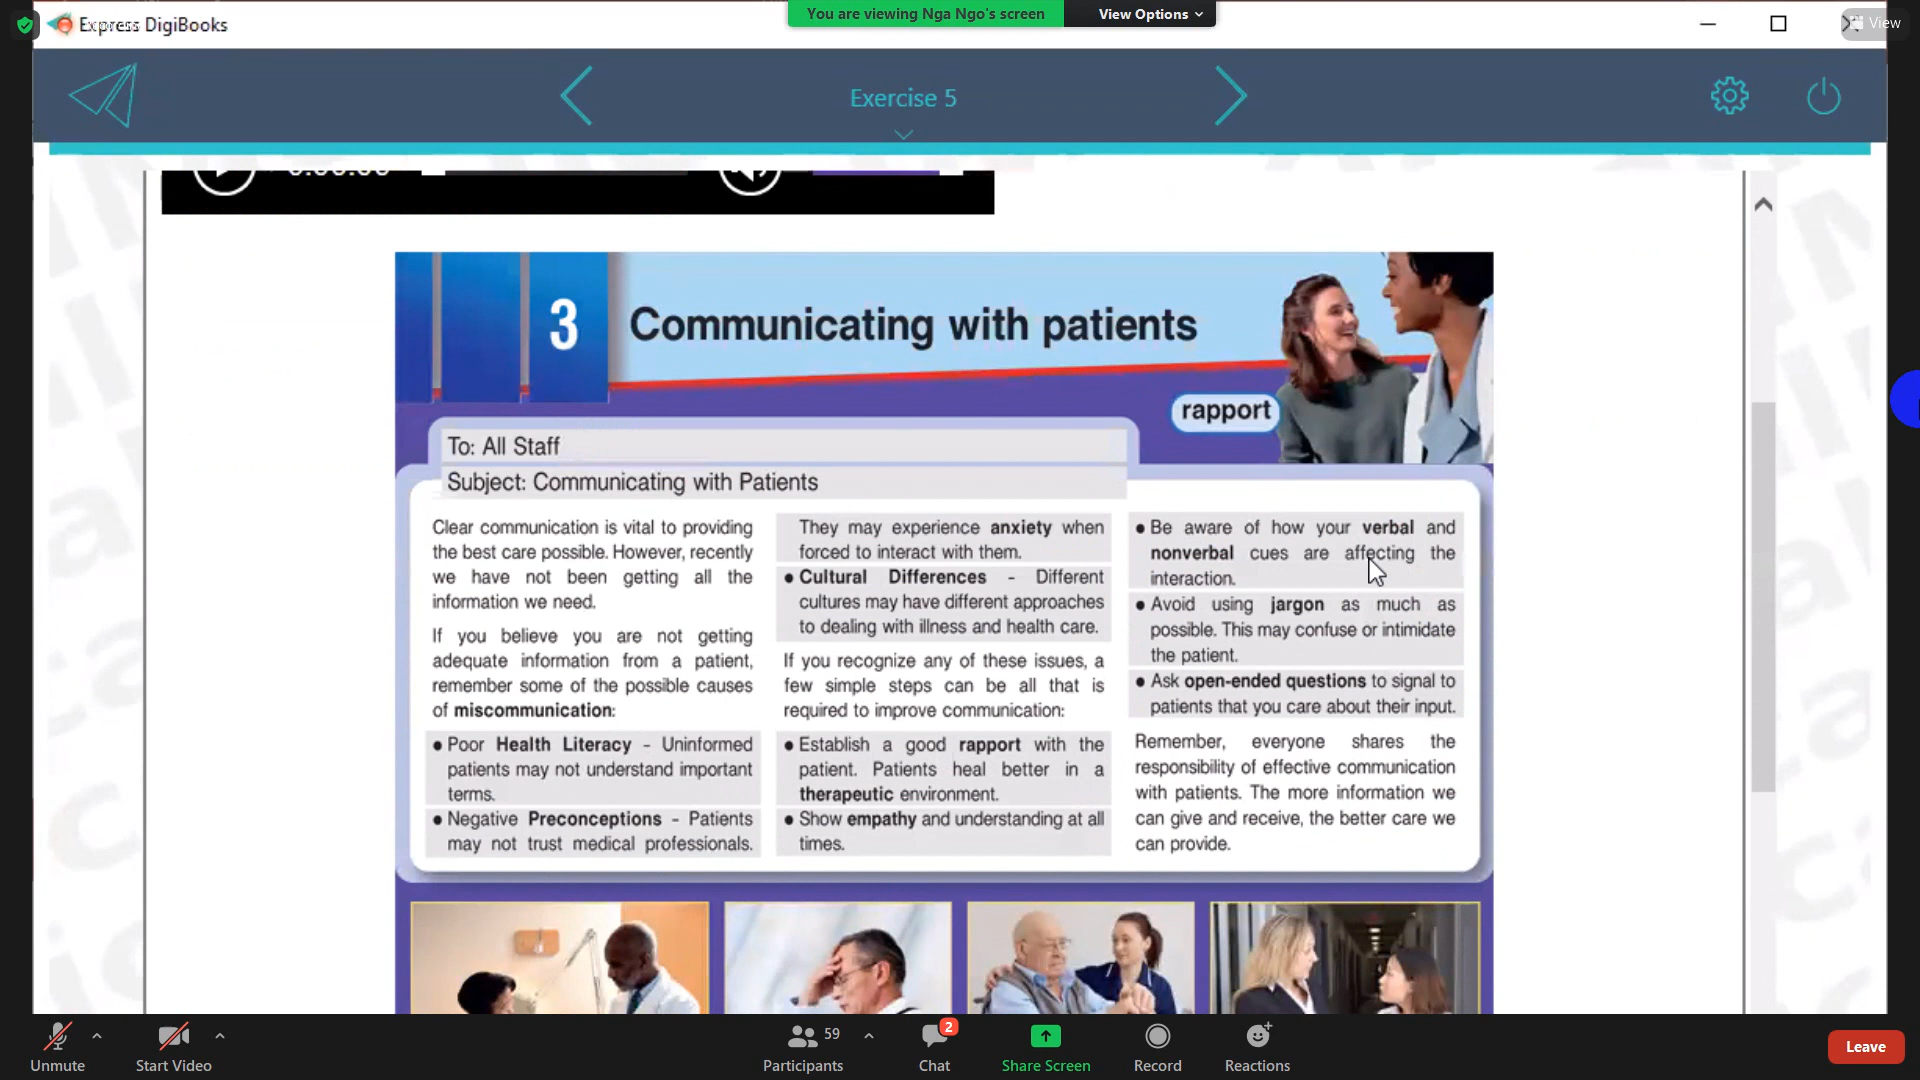 Express DigiBooks
You are viewing Nga Ngo's screen
View Options
View
Exercise 5
3
Communicating with patients
rapport
To: All Staff
Subject: Communicating with Patients
Clear communication is vital to providing
the best care possible. However, recently
we have not been getting all the
information we need.
If you believe you are not getting
adequate information from a patient,
remember some of the possible causes
of miscommunication:
● Poor Health Literacy - Uninformed
patients may not understand important
terms.
● Negative Preconceptions - Patients
may not trust medical professionals.
They may experience anxiety when
forced to interact with them.
● Cultural Differences - Different
cultures may have different approaches
to dealing with illness and health care.
If you recognize any of these issues, a
few simple steps can be all that is
required to improve communication:
● Establish a good rapport with the
patient. Patients heal better in a
therapeutic environment.
● Show empathy and understanding at all
times.
● Be aware of how your verbal and
nonverbal cues are affecting the
interaction.
● Avoid using jargon as much as
possible. This may confuse or intimidate
the patient.
● Ask open-ended questions to signal to
patients that you care about their input.
Remember, everyone shares the
responsibility of effective communication
with patients. The more information we
can give and receive, the better care we
can provide.
Unmute
Start Video
59
Participants
2
Chat
Share Screen
Record
Reactions
Leave